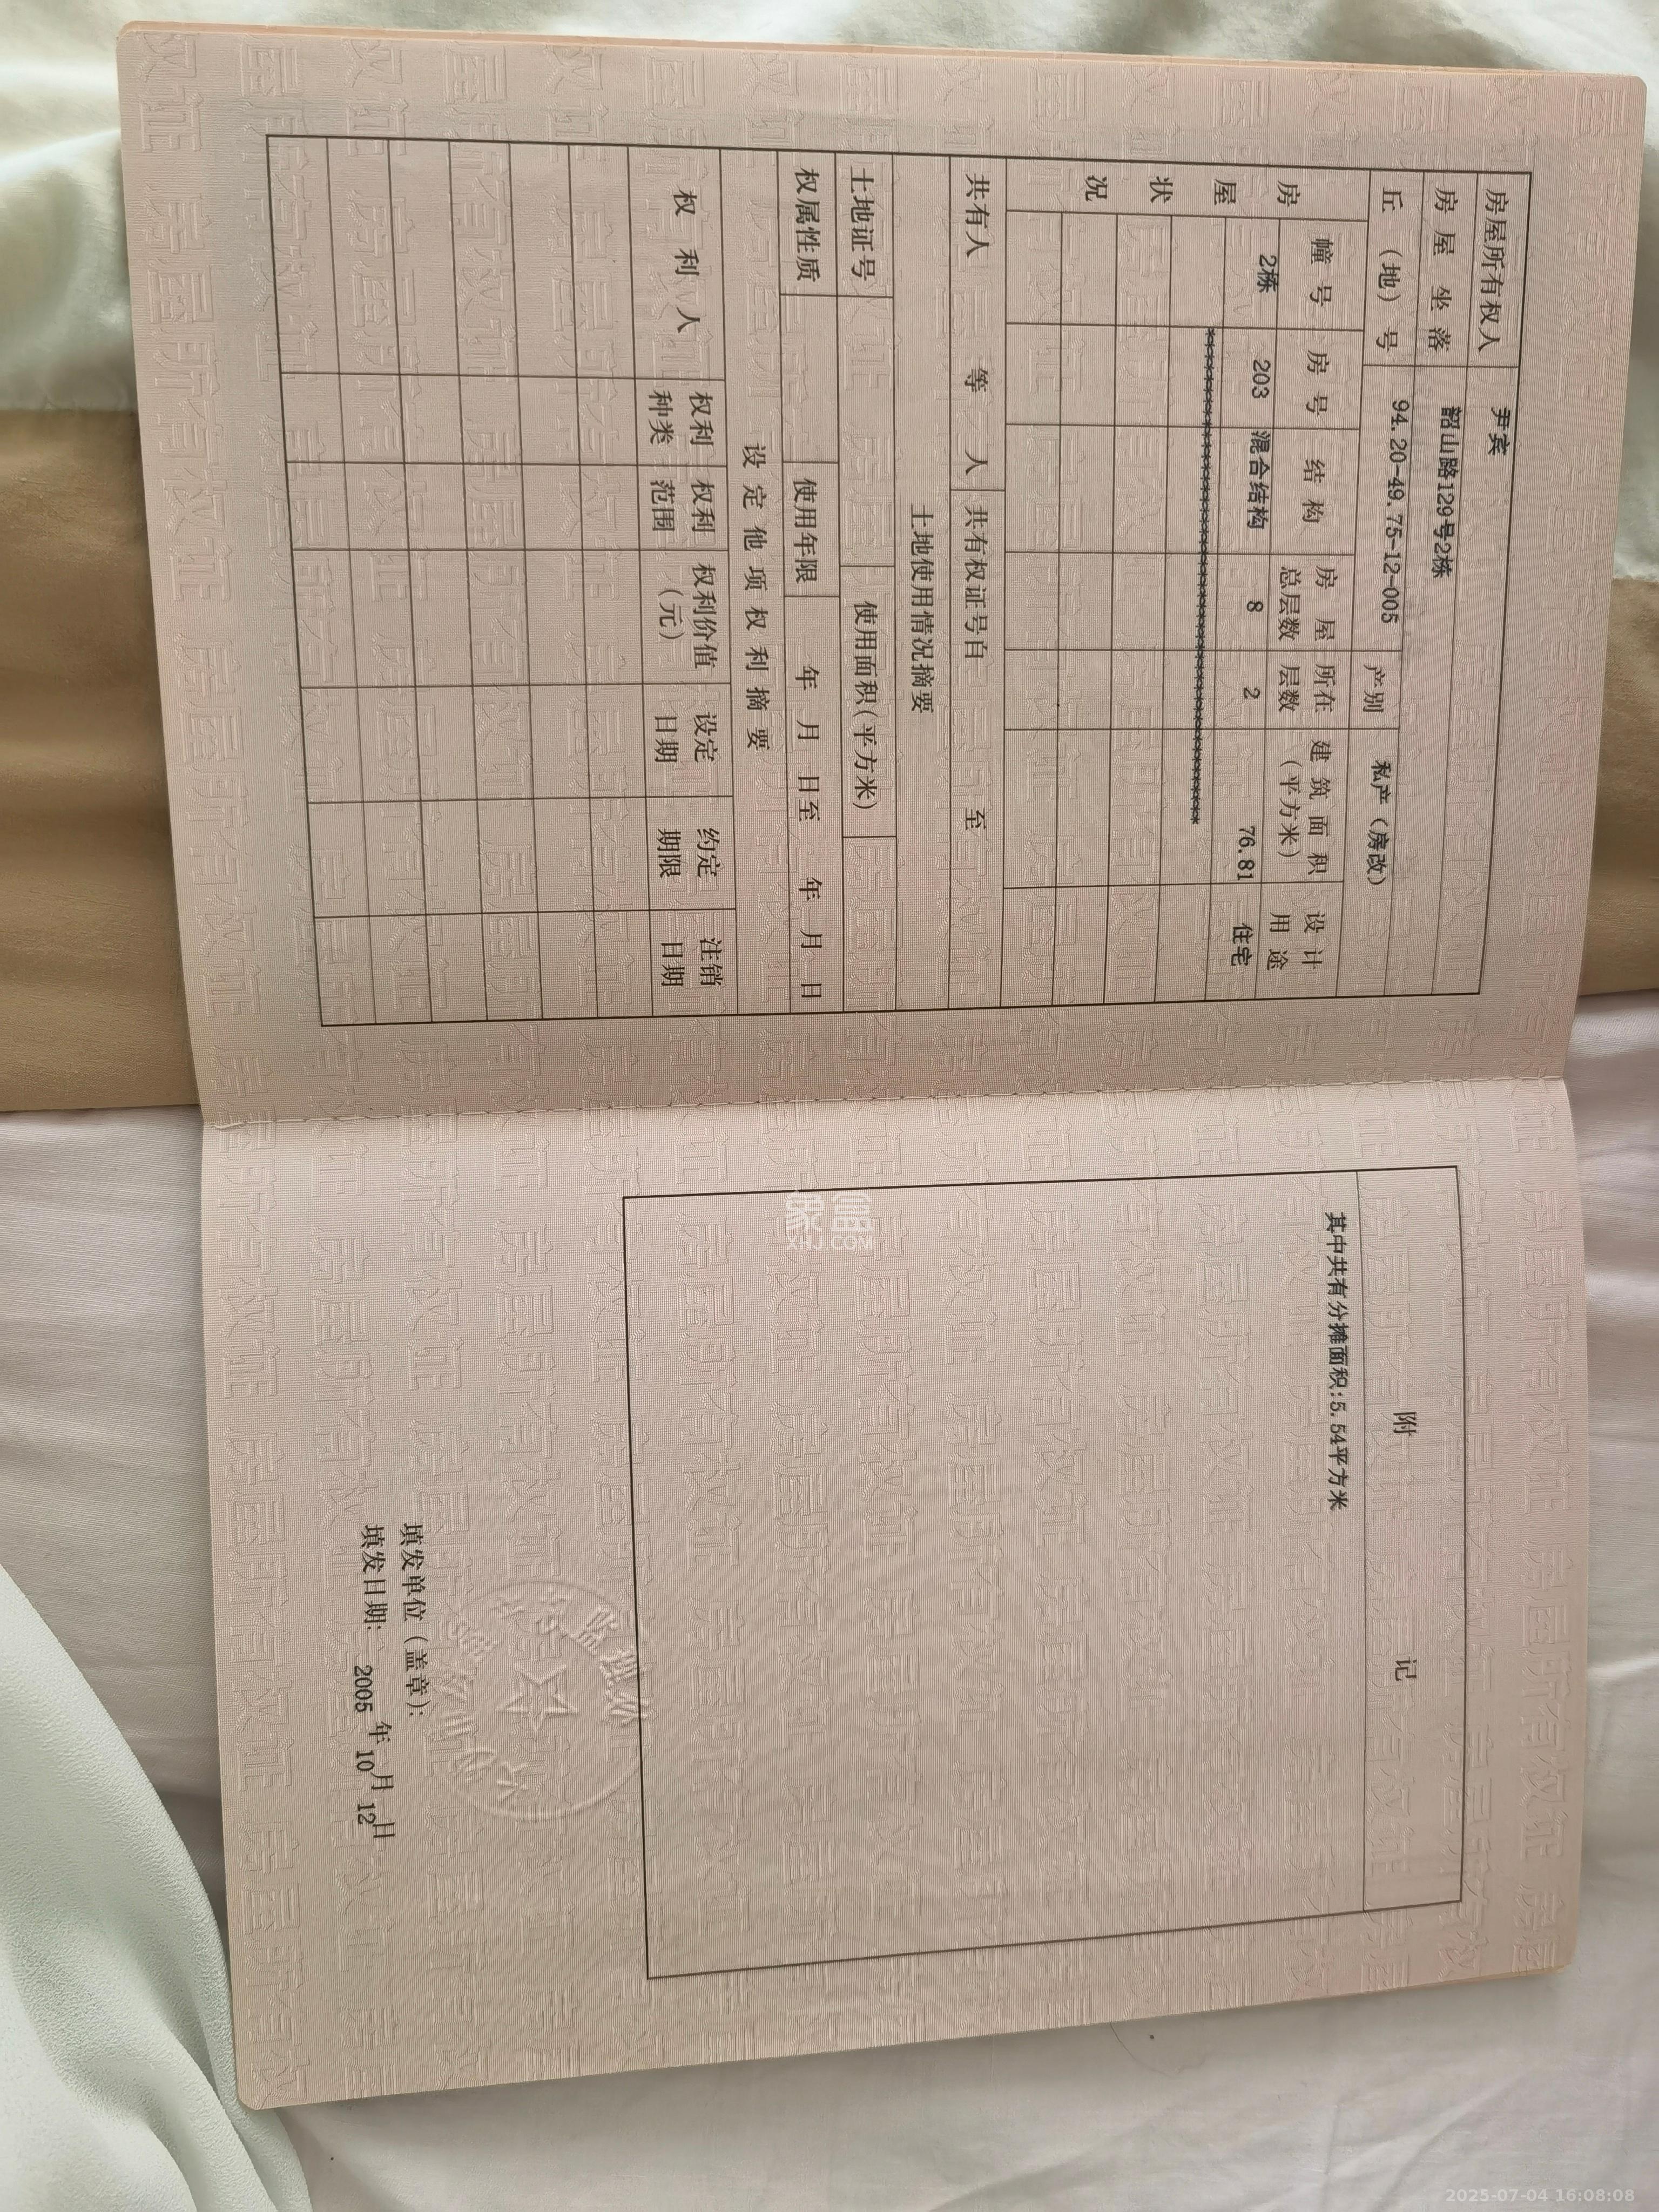 房屋所有权人 尹宾
房屋坐落 韶山路129号2栋
丘（地）号 94.20-49.75-12-005 产别 私产（房改）
房屋状况 幢号 房号 结构 房屋总层数 所在层数 建筑面积（平方米） 设计用途
2栋 203 混合结构 8 2 76.81 住宅
共有人 等 人 共有权证号自 至
土地使用情况摘要
土地证号 使用面积(平方米)
权属性质 使用年限 年 月 日至 年 月 日
设定他项权利摘要
权利人 权利种类 权利范围 权利价值（元） 设定日期 约定期限 注销日期
附 记
其中共有分摊面积:5.54平方米
填发单位（盖章）:
填发日期: 2005 年 10 月 12 日
象盒
XHJ.COM
2025-07-04 16:08:08